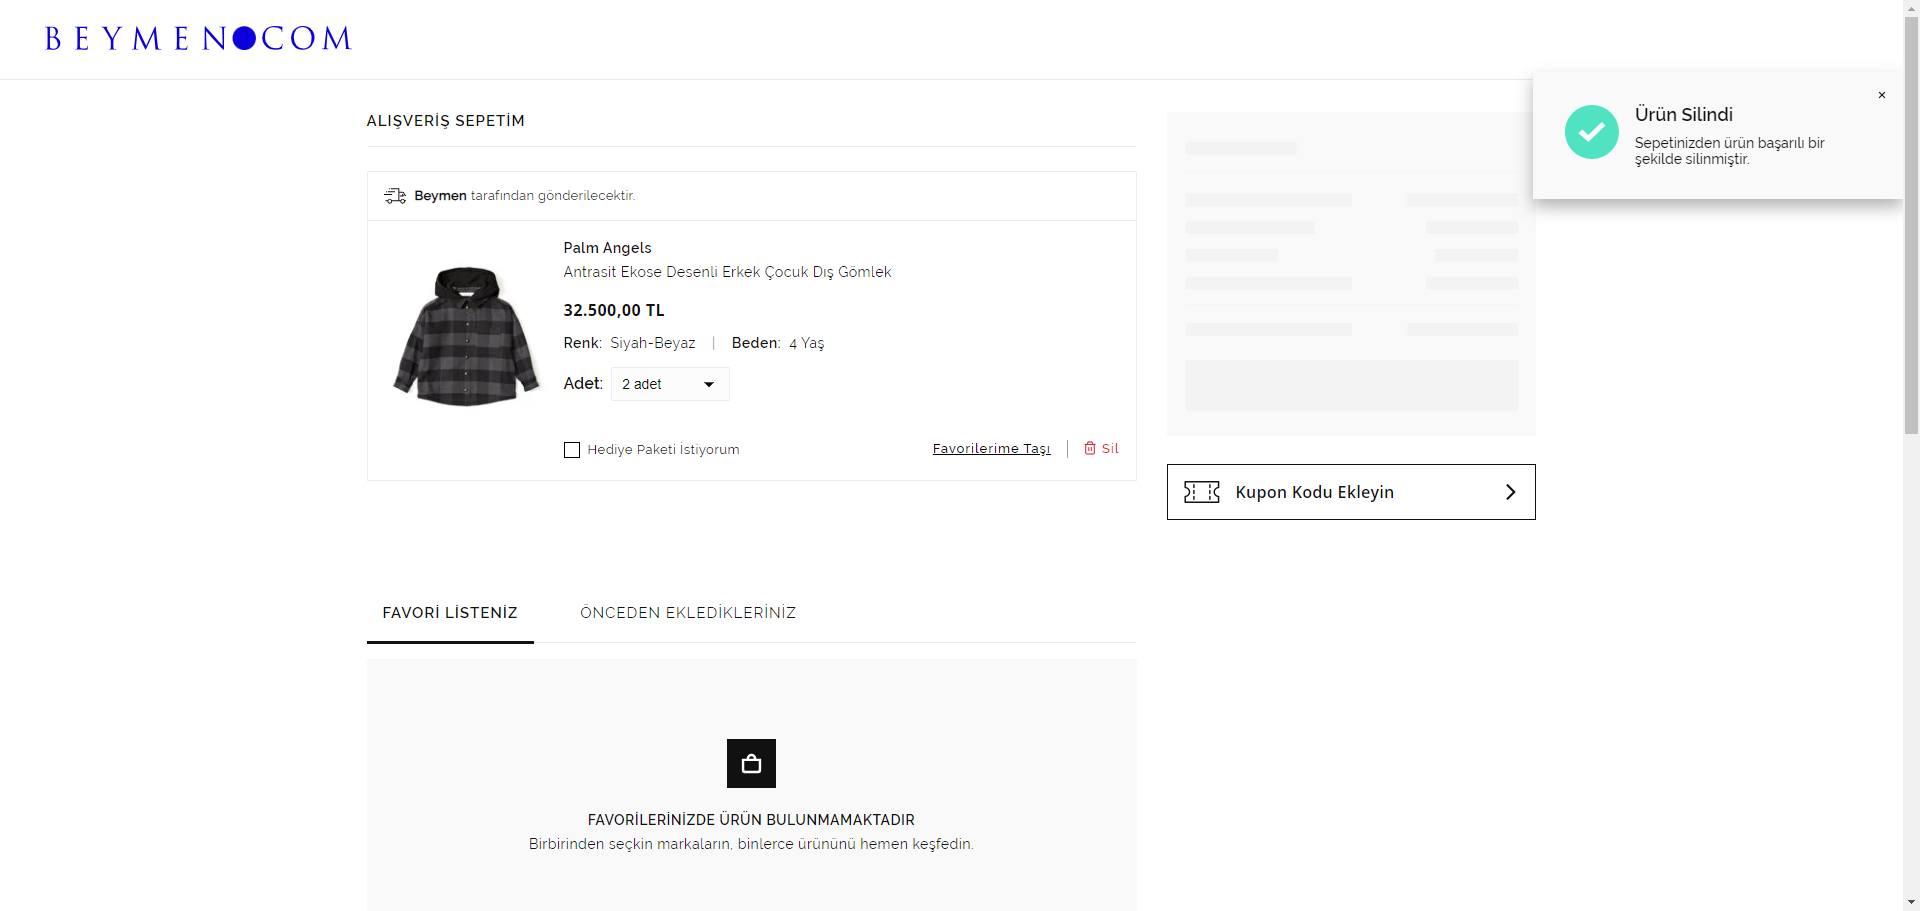 BEYMEN COM
ALIŞVERİŞ SEPETİM
Beymen tarafından gönderilecektir.
Palm Angels
Antrasit Ekose Desenli Erkek Çocuk Dış Gömlek
32.500,00 TL
Renk: Siyah-Beyaz | Beden: 4 Yaş
Adet: 2 adet
Hediye Paketi İstiyorum
Favorilerime Taşı | Sil
Ürün Silindi
Sepetinizden ürün başarılı bir
şekilde silinmiştir.
Kupon Kodu Ekleyin
FAVORİ LİSTENİZ
ÖNCEDEN EKLEDİKLERİNİZ
FAVORİLERİNİZDE ÜRÜN BULUNMAMAKTADIR
Birbirinden seçkin markaların, binlerce ürününü hemen keşfedin.